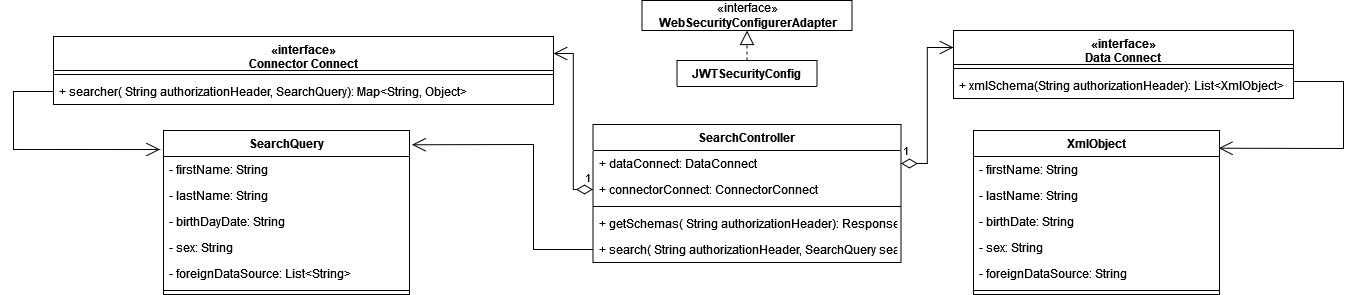 «interface»
WebSecurityConfigurerAdapter
JWTSecurityConfig
«interface»
Connector Connect
+ searcher( String authorizationHeader, SearchQuery): Map<String, Object>
«interface»
Data Connect
+ xmlSchema(String authorizationHeader): List<XmlObject>
SearchQuery
- firstName: String
- lastName: String
- birthDayDate: String
- sex: String
- foreignDataSource: List<String>
1
SearchController
+ dataConnect: DataConnect
+ connectorConnect: ConnectorConnect
+ getSchemas( String authorizationHeader): Response
+ search( String authorizationHeader, SearchQuery sea
1
XmlObject
- firstName: String
- lastName: String
- birthDate: String
- sex: String
- foreignDataSource: String